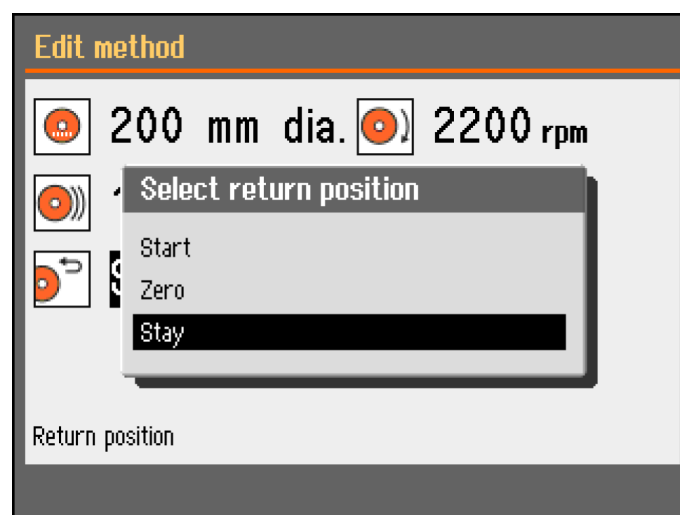 Edit method
200 mm dia. 2200 rpm
Select return position
Start
Zero
Stay
Return position